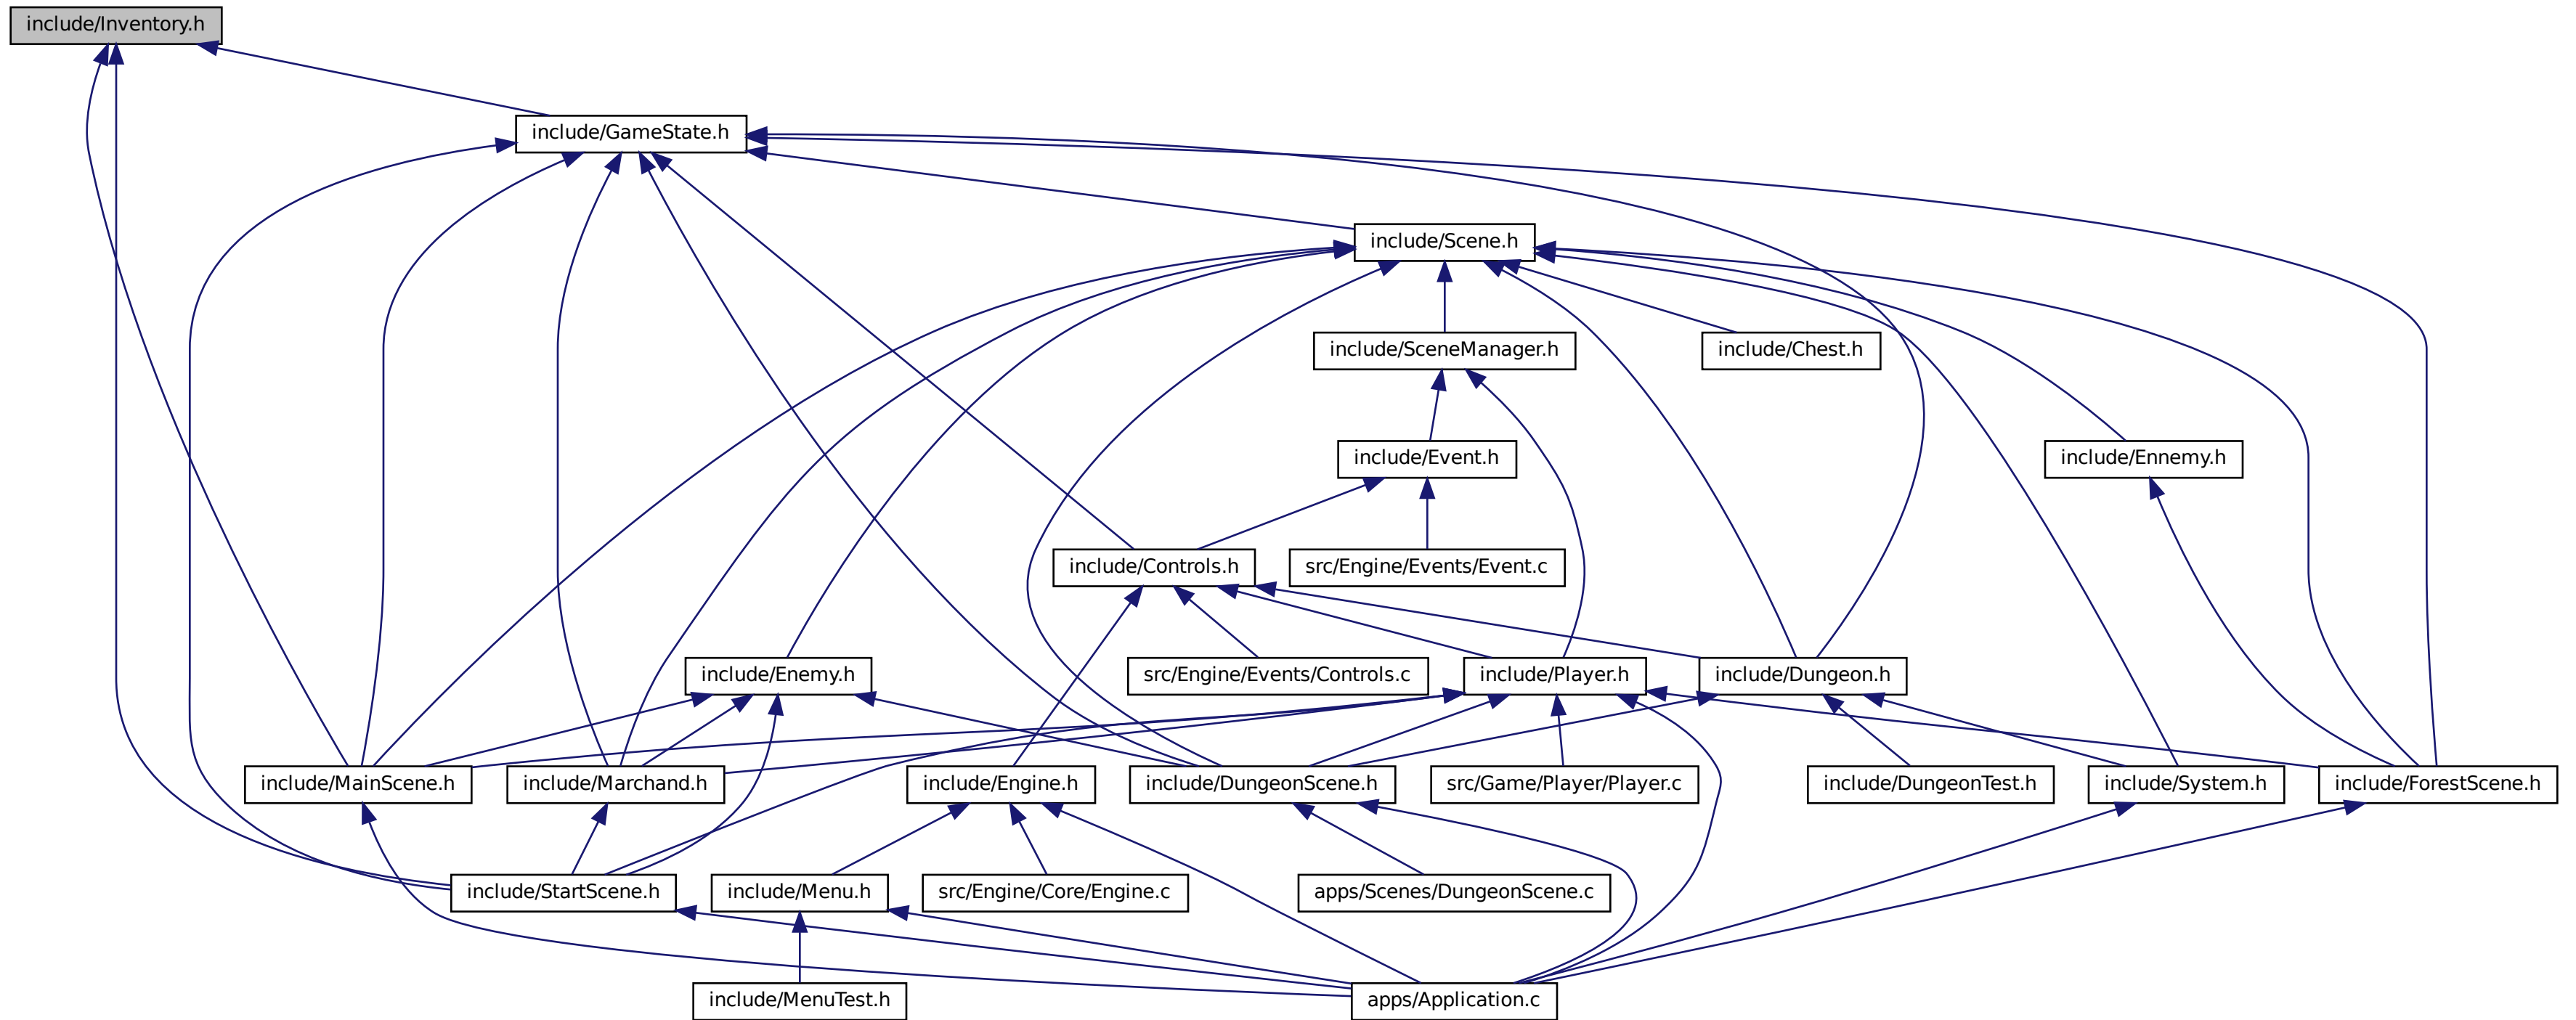 include/Inventory.h
include/GameState.h
include/Scene.h
include/SceneManager.h
include/Chest.h
include/Event.h
include/Ennemy.h
include/Controls.h
src/Engine/Events/Event.c
include/Enemy.h
src/Engine/Events/Controls.c
include/Player.h
include/Dungeon.h
include/MainScene.h
include/Marchand.h
include/Engine.h
include/DungeonScene.h
src/Game/Player/Player.c
include/DungeonTest.h
include/System.h
include/ForestScene.h
include/StartScene.h
include/Menu.h
src/Engine/Core/Engine.c
apps/Scenes/DungeonScene.c
include/MenuTest.h
apps/Application.c